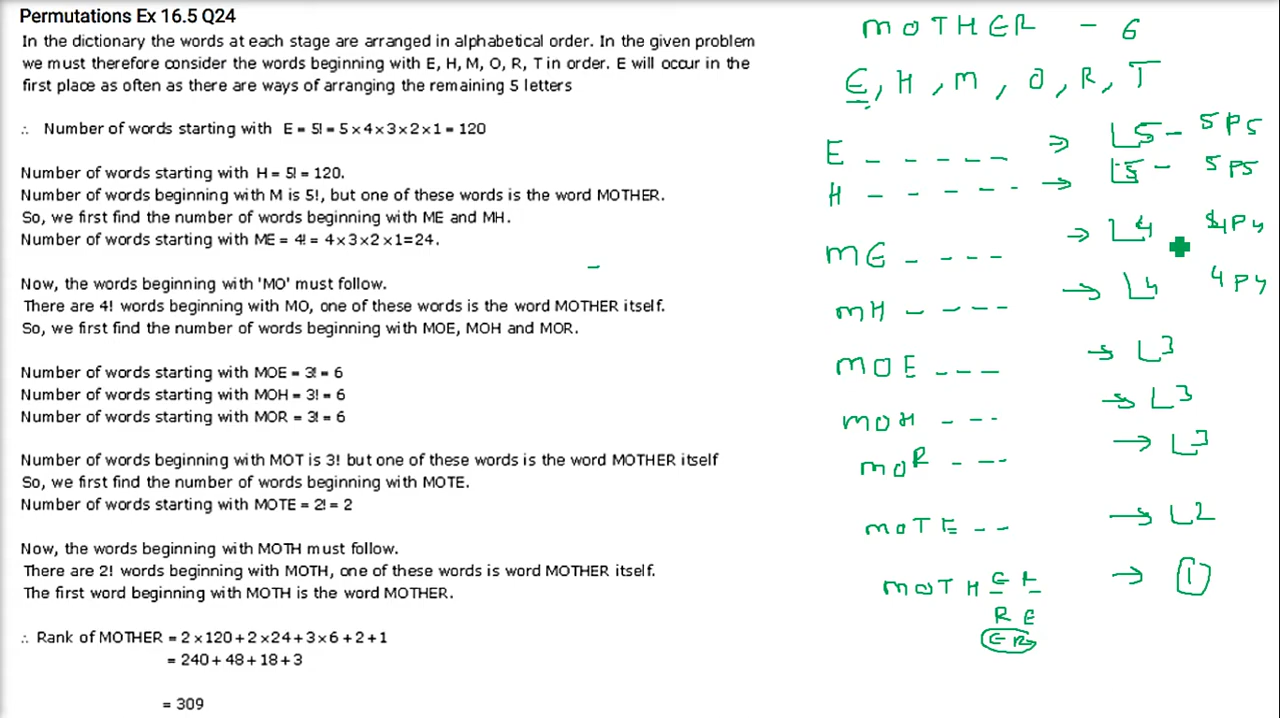 Permutations Ex 16.5 Q24
In the dictionary the words at each stage are arranged in alphabetical order. In the given problem
we must therefore consider the words beginning with E, H, M, O, R, T in order. E will occur in the
first place as often as there are ways of arranging the remaining 5 letters
∴ Number of words starting with E = 5! = 5×4×3×2×1 = 120
Number of words starting with H = 5! = 120.
Number of words beginning with M is 5!, but one of these words is the word MOTHER.
So, we first find the number of words beginning with ME and MH.
Number of words starting with ME = 4! = 4×3×2×1=24.
Now, the words beginning with 'MO' must follow.
There are 4! words beginning with MO, one of these words is the word MOTHER itself.
So, we first find the number of words beginning with MOE, MOH and MOR.
Number of words starting with MOE = 3! = 6
Number of words starting with MOH = 3! = 6
Number of words starting with MOR = 3! = 6
Number of words beginning with MOT is 3! but one of these words is the word MOTHER itself
So, we first find the number of words beginning with MOTE.
Number of words starting with MOTE = 2! = 2
Now, the words beginning with MOTH must follow.
There are 2! words beginning with MOTH, one of these words is word MOTHER itself.
The first word beginning with MOTH is the word MOTHER.
∴ Rank of MOTHER = 2×120+2×24+3×6+2+1
= 240+48+18+3
= 309
MOTHER - 6
E, H, M, O, R, T
E _ _ _ _ _ ⇒ ⌊5 - 5P5
H _ _ _ _ _ → ⌊5 - 5P5
ME _ _ _ _ ⇒ ⌊4 4P4
MH _ _ _ _ → ⌊4 4P4
MOE _ _ _ → ⌊3
MOH _ _ _ → ⌊3
MOR _ _ _ → ⌊3
MOTE _ _ → ⌊2
MOTHER → 1
R E
E R